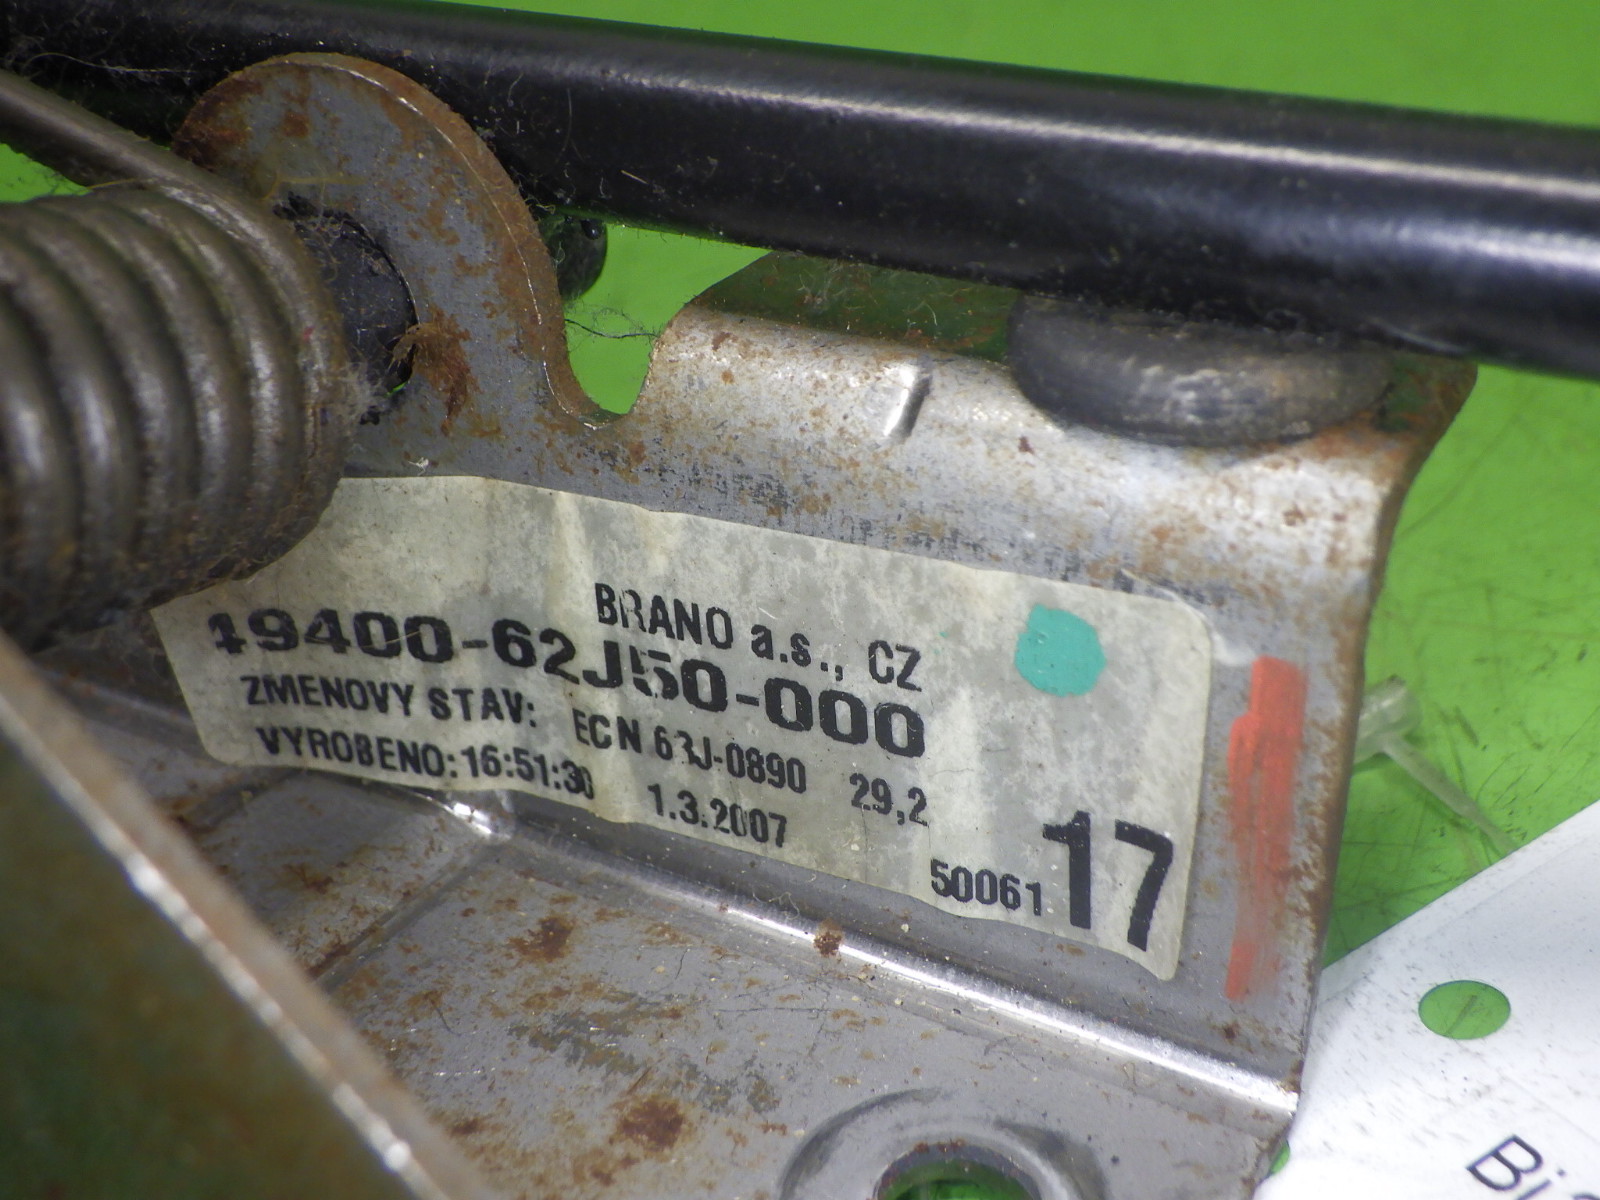 BRANO a.s., CZ
49400-62J50-000
ZMENOVY STAV: ECN 63J-0890 29,2
VYROBENO: 16:51:30 1.3.2007
50061 17